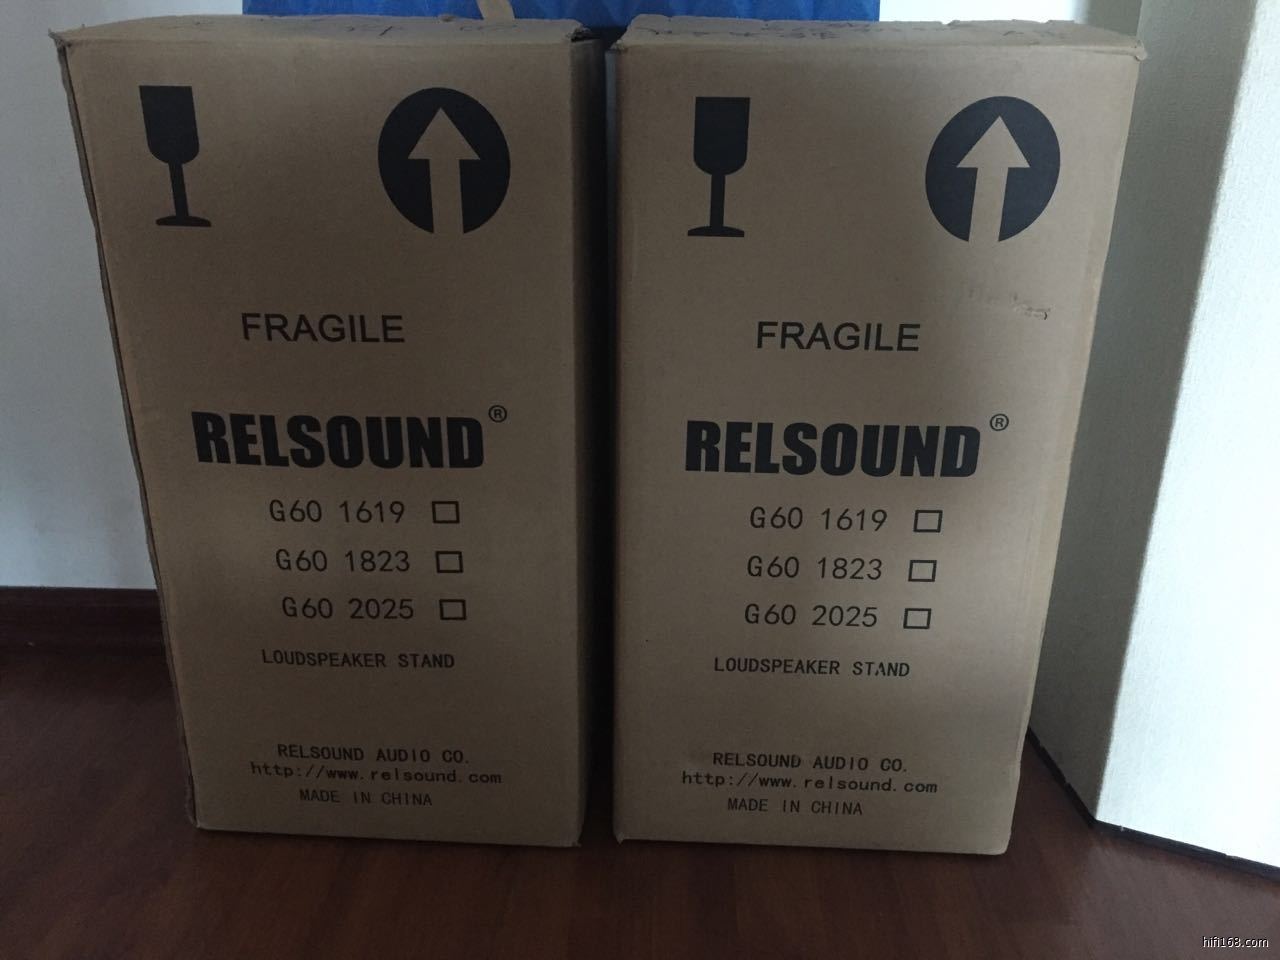 FRAGILE
RELSOUND®
G60 1619
G60 1823
G60 2025
LOUDSPEAKER STAND
RELSOUND AUDIO CO.
http://www.relsound.com
MADE IN CHINA
FRAGILE
RELSOUND®
G60 1619
G60 1823
G60 2025
LOUDSPEAKER STAND
RELSOUND AUDIO CO.
http://www.relsound.com
MADE IN CHINA
hifi168.com